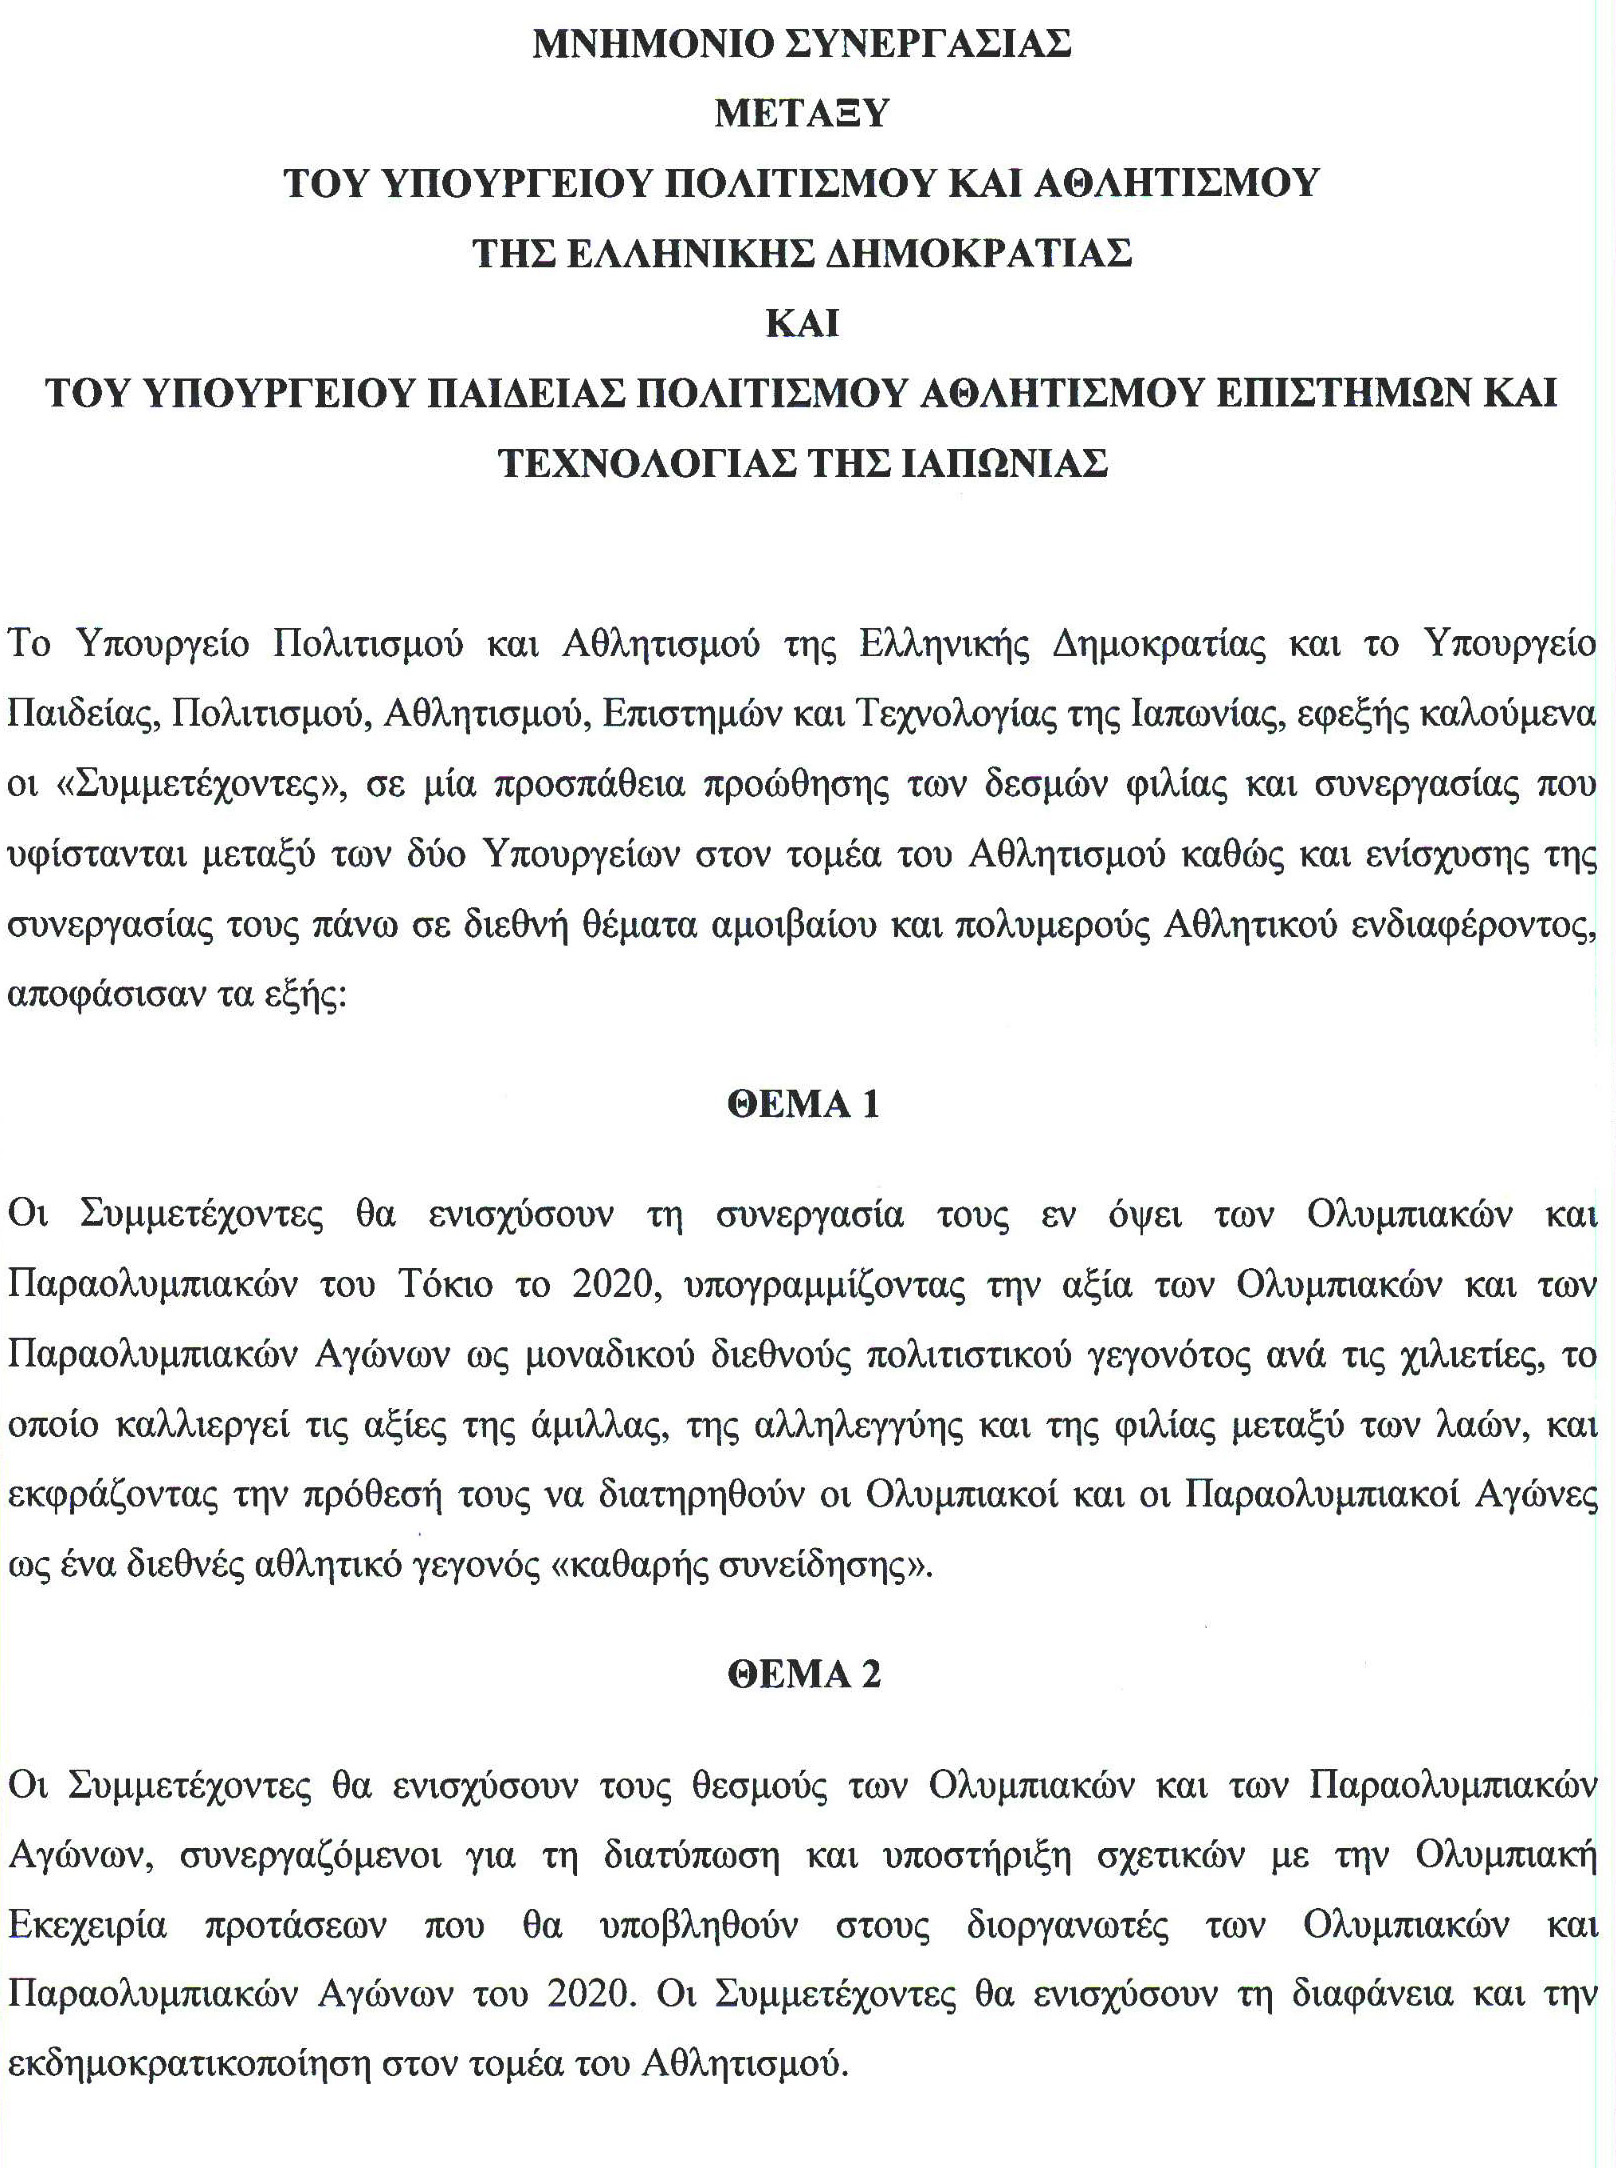 ΜΝΗΜΟΝΙΟ ΣΥΝΕΡΓΑΣΙΑΣ
ΜΕΤΑΞΥ
ΤΟΥ ΥΠΟΥΡΓΕΙΟΥ ΠΟΛΙΤΙΣΜΟΥ ΚΑΙ ΑΘΛΗΤΙΣΜΟΥ
ΤΗΣ ΕΛΛΗΝΙΚΗΣ ΔΗΜΟΚΡΑΤΙΑΣ
ΚΑΙ
ΤΟΥ ΥΠΟΥΡΓΕΙΟΥ ΠΑΙΔΕΙΑΣ ΠΟΛΙΤΙΣΜΟΥ ΑΘΛΗΤΙΣΜΟΥ ΕΠΙΣΤΗΜΩΝ ΚΑΙ
ΤΕΧΝΟΛΟΓΙΑΣ ΤΗΣ ΙΑΠΩΝΙΑΣ
Το Υπουργείο Πολιτισμού και Αθλητισμού της Ελληνικής Δημοκρατίας και το Υπουργείο
Παιδείας, Πολιτισμού, Αθλητισμού, Επιστημών και Τεχνολογίας της Ιαπωνίας, εφεξής καλούμενα
οι «Συμμετέχοντες», σε μία προσπάθεια προώθησης των δεσμών φιλίας και συνεργασίας που
υφίστανται μεταξύ των δύο Υπουργείων στον τομέα του Αθλητισμού καθώς και ενίσχυσης της
συνεργασίας τους πάνω σε διεθνή θέματα αμοιβαίου και πολυμερούς Αθλητικού ενδιαφέροντος,
αποφάσισαν τα εξής:
ΘΕΜΑ 1
Οι Συμμετέχοντες θα ενισχύσουν τη συνεργασία τους εν όψει των Ολυμπιακών και
Παραολυμπιακών του Τόκιο το 2020, υπογραμμίζοντας την αξία των Ολυμπιακών και των
Παραολυμπιακών Αγώνων ως μοναδικού διεθνούς πολιτιστικού γεγονότος ανά τις χιλιετίες, το
οποίο καλλιεργεί τις αξίες της άμιλλας, της αλληλεγγύης και της φιλίας μεταξύ των λαών, και
εκφράζοντας την πρόθεσή τους να διατηρηθούν οι Ολυμπιακοί και οι Παραολυμπιακοί Αγώνες
ως ένα διεθνές αθλητικό γεγονός «καθαρής συνείδησης».
ΘΕΜΑ 2
Οι Συμμετέχοντες θα ενισχύσουν τους θεσμούς των Ολυμπιακών και των Παραολυμπιακών
Αγώνων, συνεργαζόμενοι για τη διατύπωση και υποστήριξη σχετικών με την Ολυμπιακή
Εκεχειρία προτάσεων που θα υποβληθούν στους διοργανωτές των Ολυμπιακών και
Παραολυμπιακών Αγώνων του 2020. Οι Συμμετέχοντες θα ενισχύσουν τη διαφάνεια και την
εκδημοκρατικοποίηση στον τομέα του Αθλητισμού.